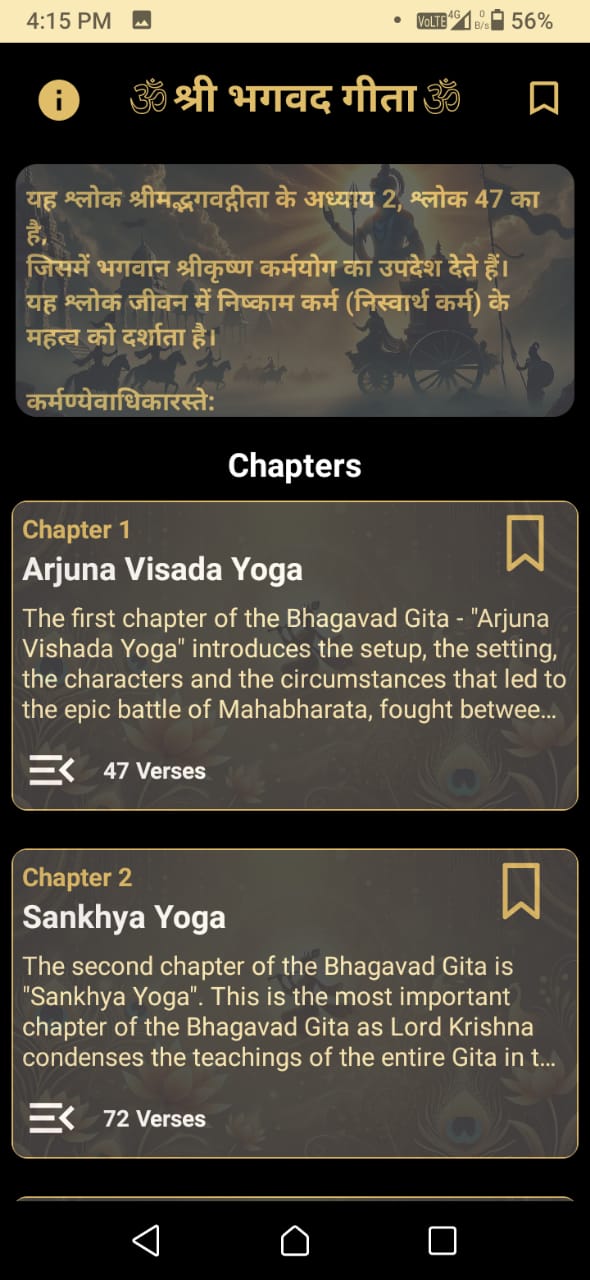 4:15 PM
VoLTE 4G 0 B/s 56%
ॐ श्री भगवद गीता ॐ
यह श्लोक श्रीमद्भगवद्गीता के अध्याय 2, श्लोक 47 का
है,
जिसमें भगवान श्रीकृष्ण कर्मयोग का उपदेश देते हैं।
यह श्लोक जीवन में निष्काम कर्म (निस्वार्थ कर्म) के
महत्व को दर्शाता है।
कर्मण्येवाधिकारस्ते:
Chapters
Chapter 1
Arjuna Visada Yoga
The first chapter of the Bhagavad Gita - "Arjuna
Vishada Yoga" introduces the setup, the setting,
the characters and the circumstances that led to
the epic battle of Mahabharata, fought betwee...
47 Verses
Chapter 2
Sankhya Yoga
The second chapter of the Bhagavad Gita is
"Sankhya Yoga". This is the most important
chapter of the Bhagavad Gita as Lord Krishna
condenses the teachings of the entire Gita in t...
72 Verses